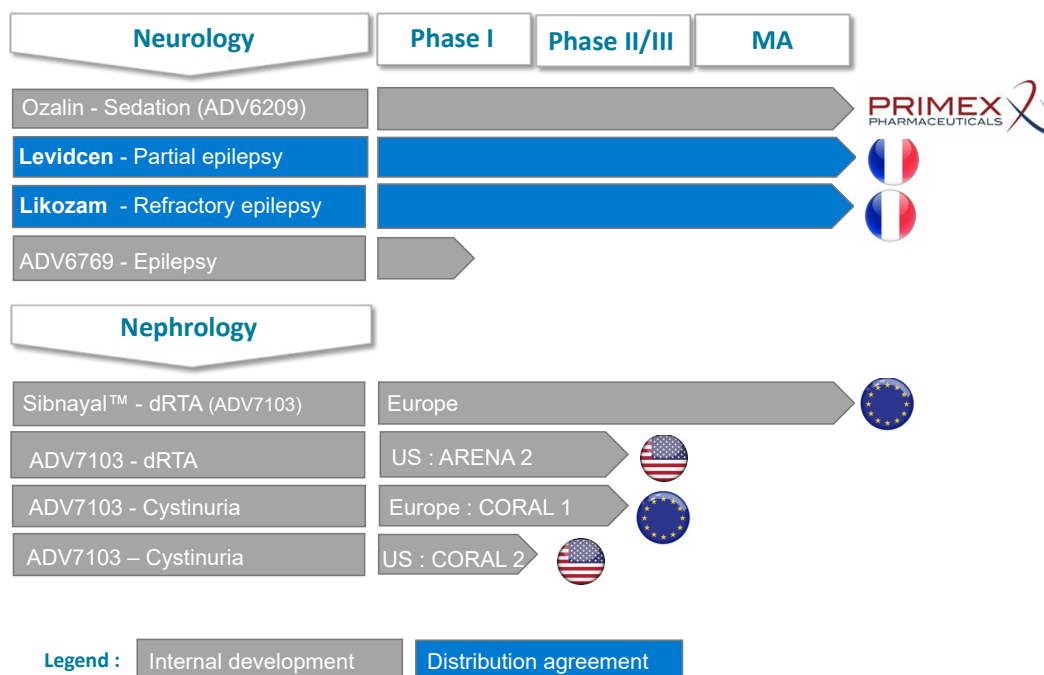 Neurology Phase I Phase II/III MA
Ozalin - Sedation (ADV6209)
PRIMEX
PHARMACEUTICALS
Levidcen - Partial epilepsy
Likozam - Refractory epilepsy
ADV6769 - Epilepsy
Nephrology
Sibnayal™ - dRTA (ADV7103) Europe
ADV7103 - dRTA US : ARENA 2
ADV7103 - Cystinuria Europe : CORAL 1
ADV7103 – Cystinuria US : CORAL 2
Legend : Internal development Distribution agreement